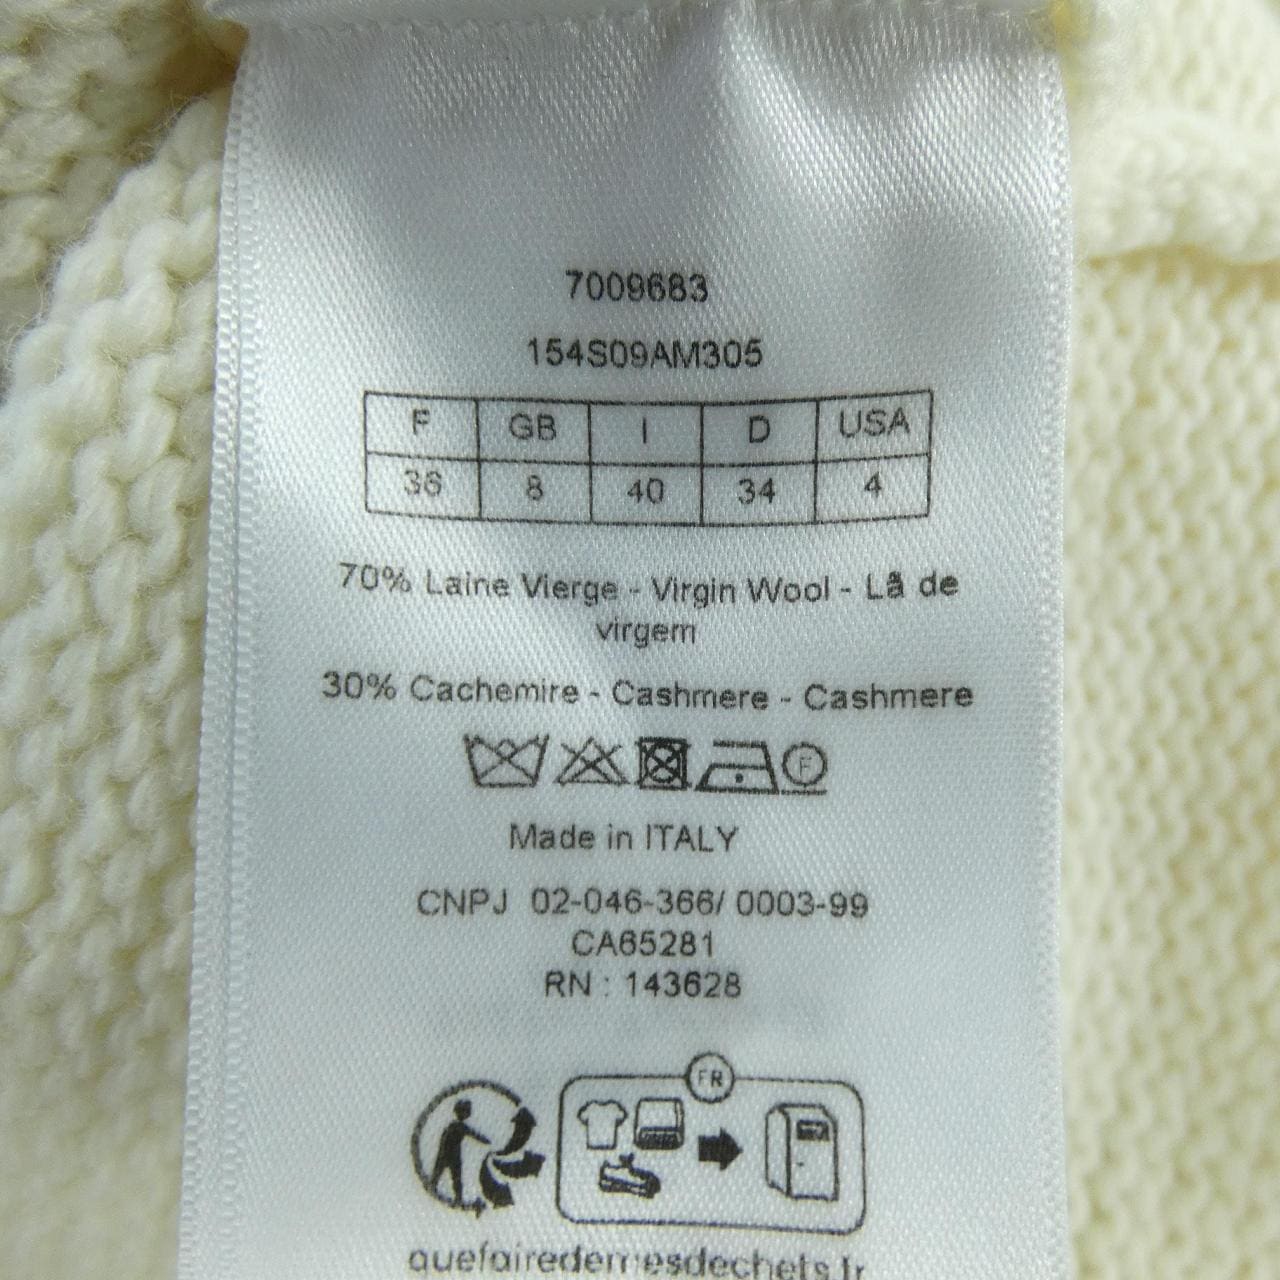 7009683
154S09AM305
F GB I D USA
36 8 40 34 4
70% Laine Vierge - Virgin Wool - Lã de
virgem
30% Cachemire - Cashmere - Cashmere
F
Made in ITALY
CNPJ 02-046-366/ 0003-99
CA65281
RN : 143628
FR
quefairedemesdechets.fr